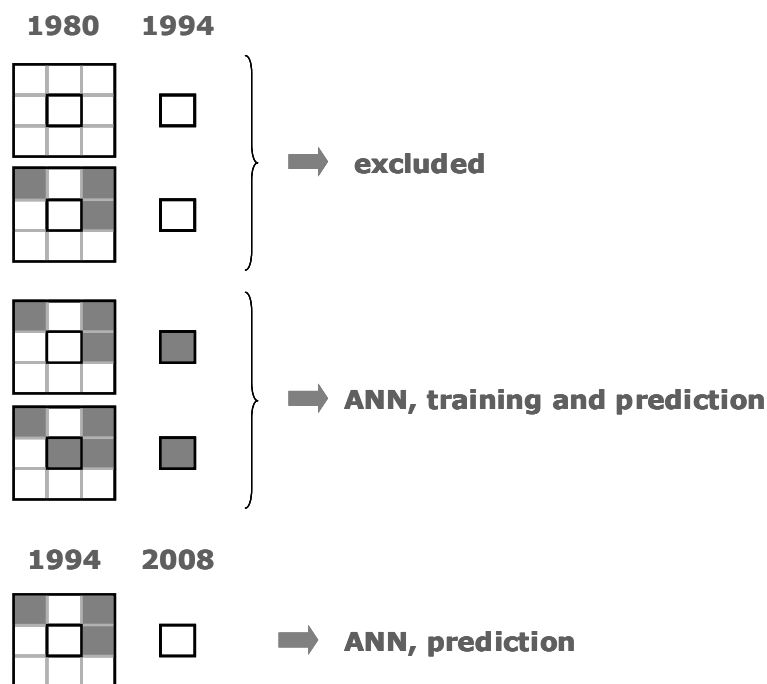 1980 1994
excluded
ANN, training and prediction
1994 2008
ANN, prediction